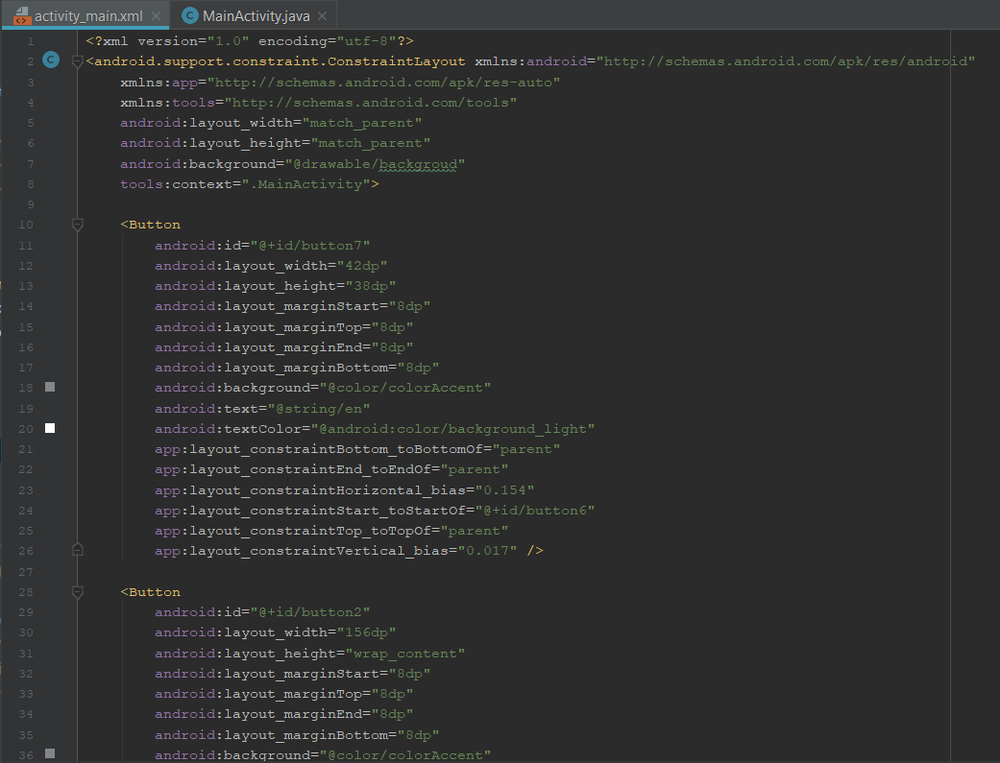 activity_main.xml MainActivity.java
1 <?xml version="1.0" encoding="utf-8"?>
2 <android.support.constraint.ConstraintLayout xmlns:android="http://schemas.android.com/apk/res/android"
3 xmlns:app="http://schemas.android.com/apk/res-auto"
4 xmlns:tools="http://schemas.android.com/tools"
5 android:layout_width="match_parent"
6 android:layout_height="match_parent"
7 android:background="@drawable/backgroud"
8 tools:context=".MainActivity">
9
10 <Button
11 android:id="@+id/button7"
12 android:layout_width="42dp"
13 android:layout_height="38dp"
14 android:layout_marginStart="8dp"
15 android:layout_marginTop="8dp"
16 android:layout_marginEnd="8dp"
17 android:layout_marginBottom="8dp"
18 android:background="@color/colorAccent"
19 android:text="@string/en"
20 android:textColor="@android:color/background_light"
21 app:layout_constraintBottom_toBottomOf="parent"
22 app:layout_constraintEnd_toEndOf="parent"
23 app:layout_constraintHorizontal_bias="0.154"
24 app:layout_constraintStart_toStartOf="@+id/button6"
25 app:layout_constraintTop_toTopOf="parent"
26 app:layout_constraintVertical_bias="0.017" />
27
28 <Button
29 android:id="@+id/button2"
30 android:layout_width="156dp"
31 android:layout_height="wrap_content"
32 android:layout_marginStart="8dp"
33 android:layout_marginTop="8dp"
34 android:layout_marginEnd="8dp"
35 android:layout_marginBottom="8dp"
36 android:background="@color/colorAccent"